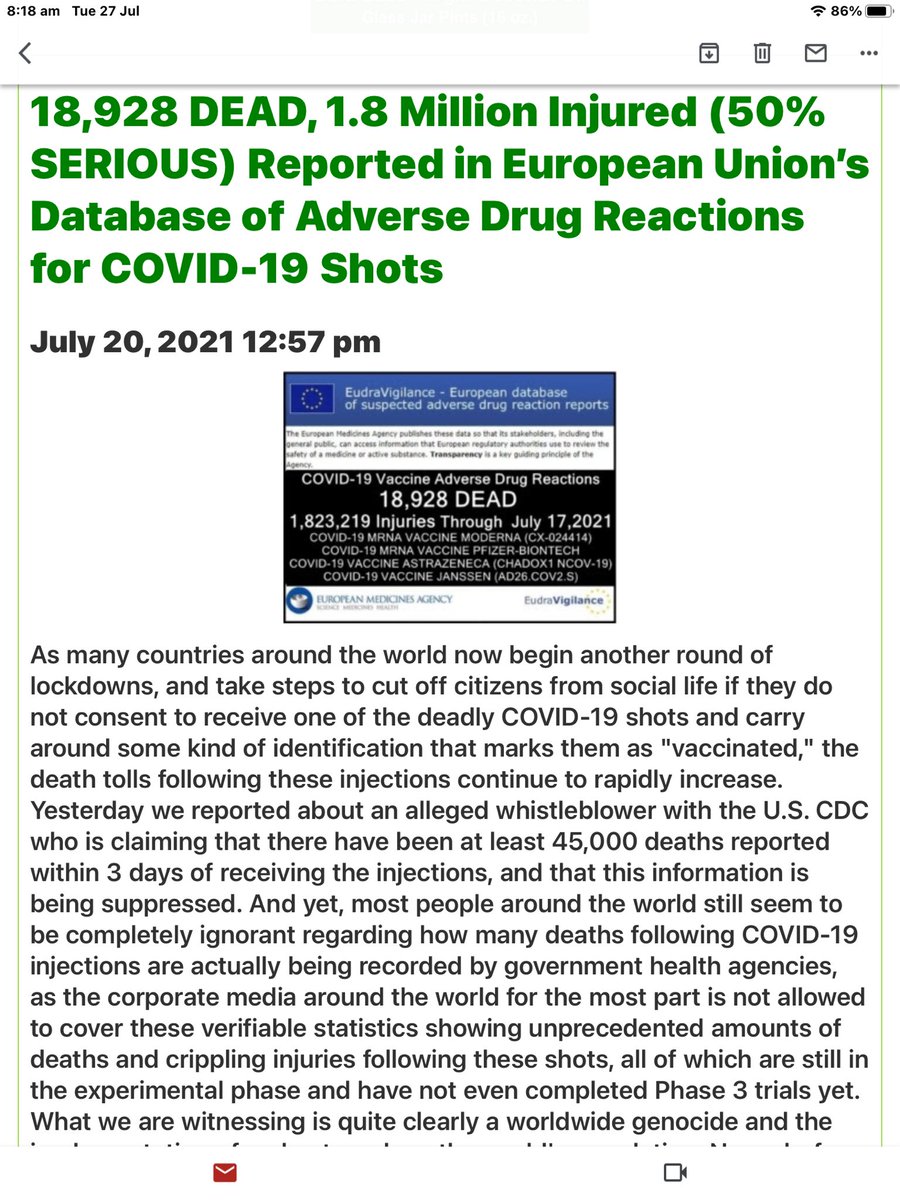 8:18 am Tue 27 Jul
86%
18,928 DEAD, 1.8 Million Injured (50%
SERIOUS) Reported in European Union's
Database of Adverse Drug Reactions
for COVID-19 Shots
July 20, 2021 12:57 pm
EudraVigilance - European database
of suspected adverse drug reaction reports
The European Medicines Agency publishes these data so that its stakeholders, including the
general public, can access information that European regulatory authorities use to review the
safety of a medicine or active substance. Transparency is a key guiding principle of the
Agency.
COVID-19 Vaccine Adverse Drug Reactions
18,928 DEAD
1,823,219 Injuries Through July 17,2021
COVID-19 MRNA VACCINE MODERNA (CX-024414)
COVID-19 MRNA VACCINE PFIZER-BIONTECH
COVID-19 VACCINE ASTRAZENECA (CHADOX1 NCOV-19)
COVID-19 VACCINE JANSSEN (AD26.COV2.S)
EUROPEAN MEDICINES AGENCY
SCIENCE MEDICINES HEALTH
EudraVigilance
As many countries around the world now begin another round of
lockdowns, and take steps to cut off citizens from social life if they do
not consent to receive one of the deadly COVID-19 shots and carry
around some kind of identification that marks them as "vaccinated," the
death tolls following these injections continue to rapidly increase.
Yesterday we reported about an alleged whistleblower with the U.S. CDC
who is claiming that there have been at least 45,000 deaths reported
within 3 days of receiving the injections, and that this information is
being suppressed. And yet, most people around the world still seem to
be completely ignorant regarding how many deaths following COVID-19
injections are actually being recorded by government health agencies,
as the corporate media around the world for the most part is not allowed
to cover these verifiable statistics showing unprecedented amounts of
deaths and crippling injuries following these shots, all of which are still in
the experimental phase and have not even completed Phase 3 trials yet.
What we are witnessing is quite clearly a worldwide genocide and the